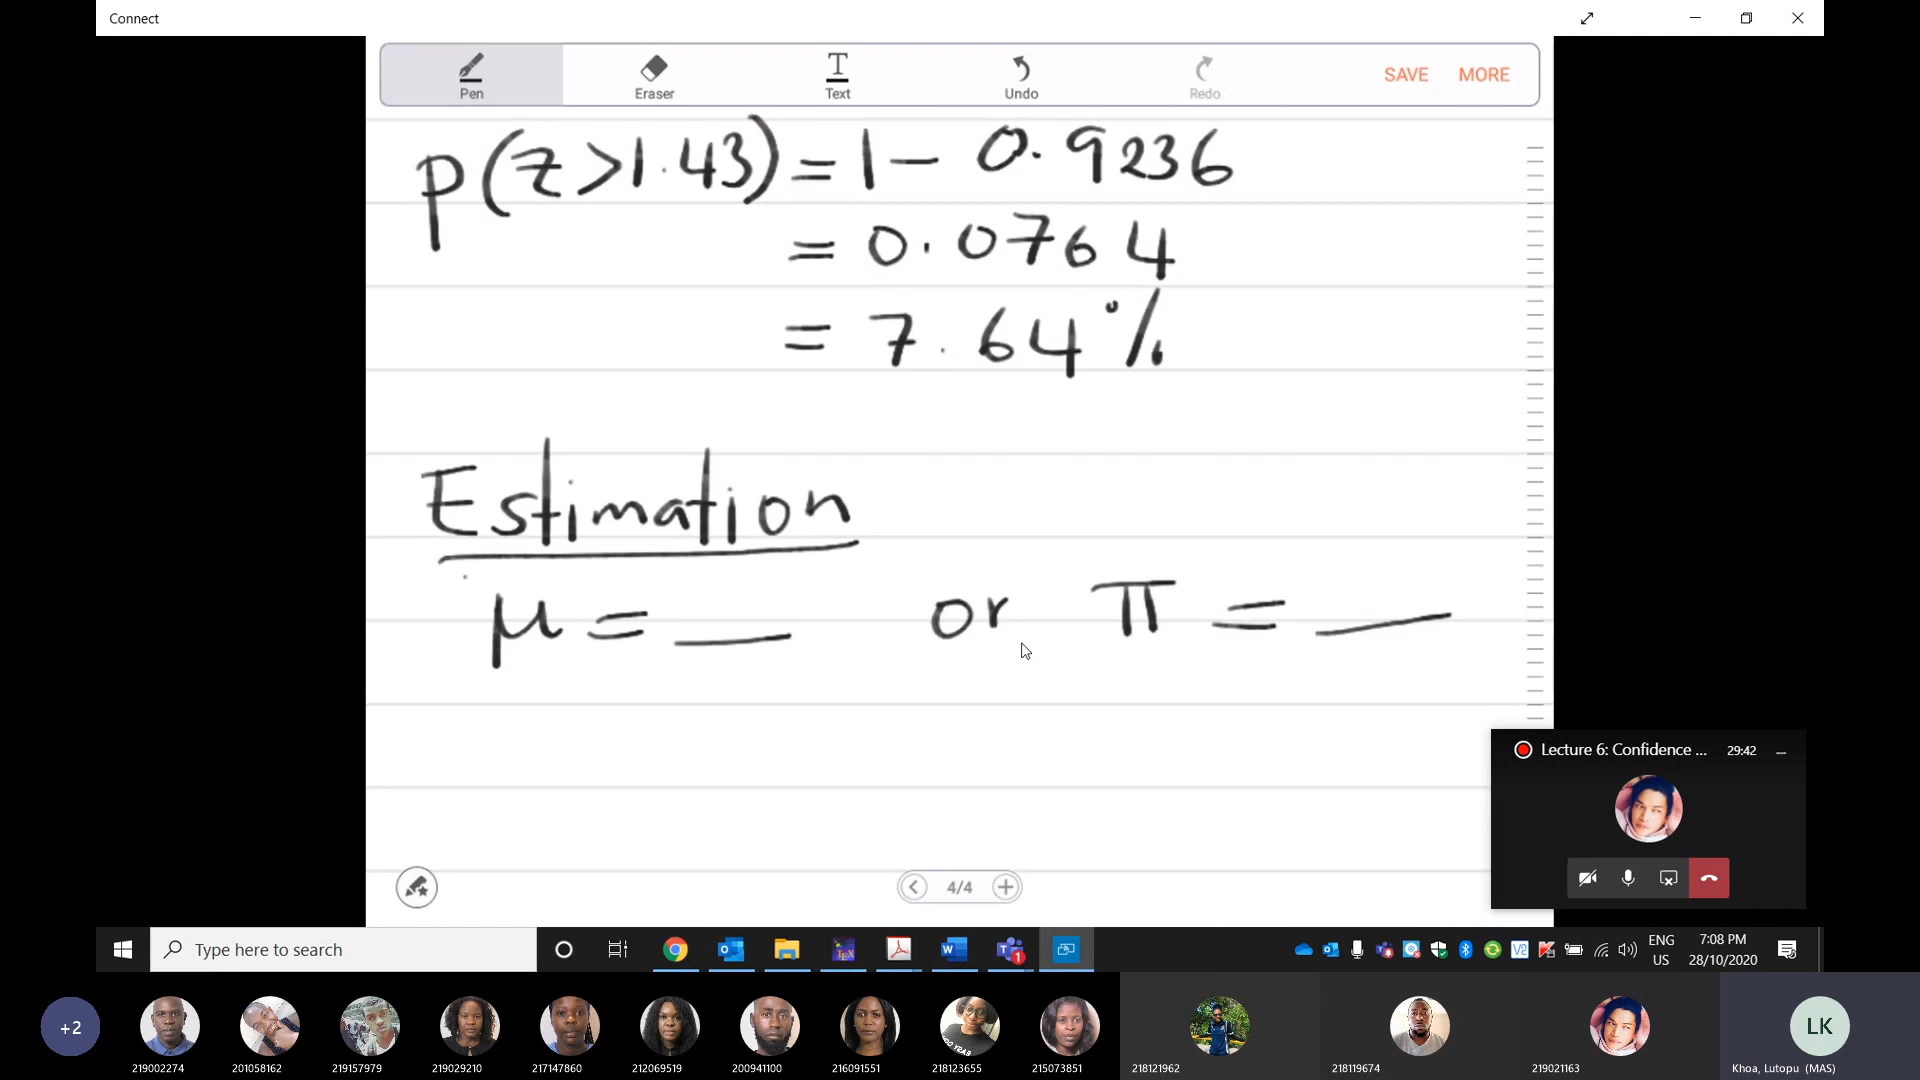 Connect
Pen
Eraser
T
Text
Undo
Redo
SAVE
MORE
p(z>1.43)=1- 0.9236
= 0.0764
= 7.64%
Estimation
μ = __ or π = __
Lecture 6: Confidence ... 29:42
4/4
Type here to search
ENG
US
7:08 PM
28/10/2020
+2
LK
219002274
201058162
219157979
219029210
217147860
212069519
200941100
216091551
218123655
215073851
218121962
218119674
219021163
Khoa, Lutopu (MAS)